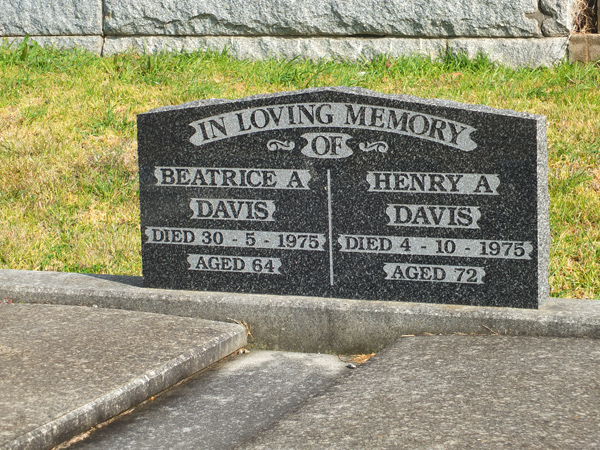 IN LOVING MEMORY
OF
BEATRICE A
DAVIS
DIED 30 - 5 - 1975
AGED 64
HENRY A
DAVIS
DIED 4 - 10 - 1975
AGED 72